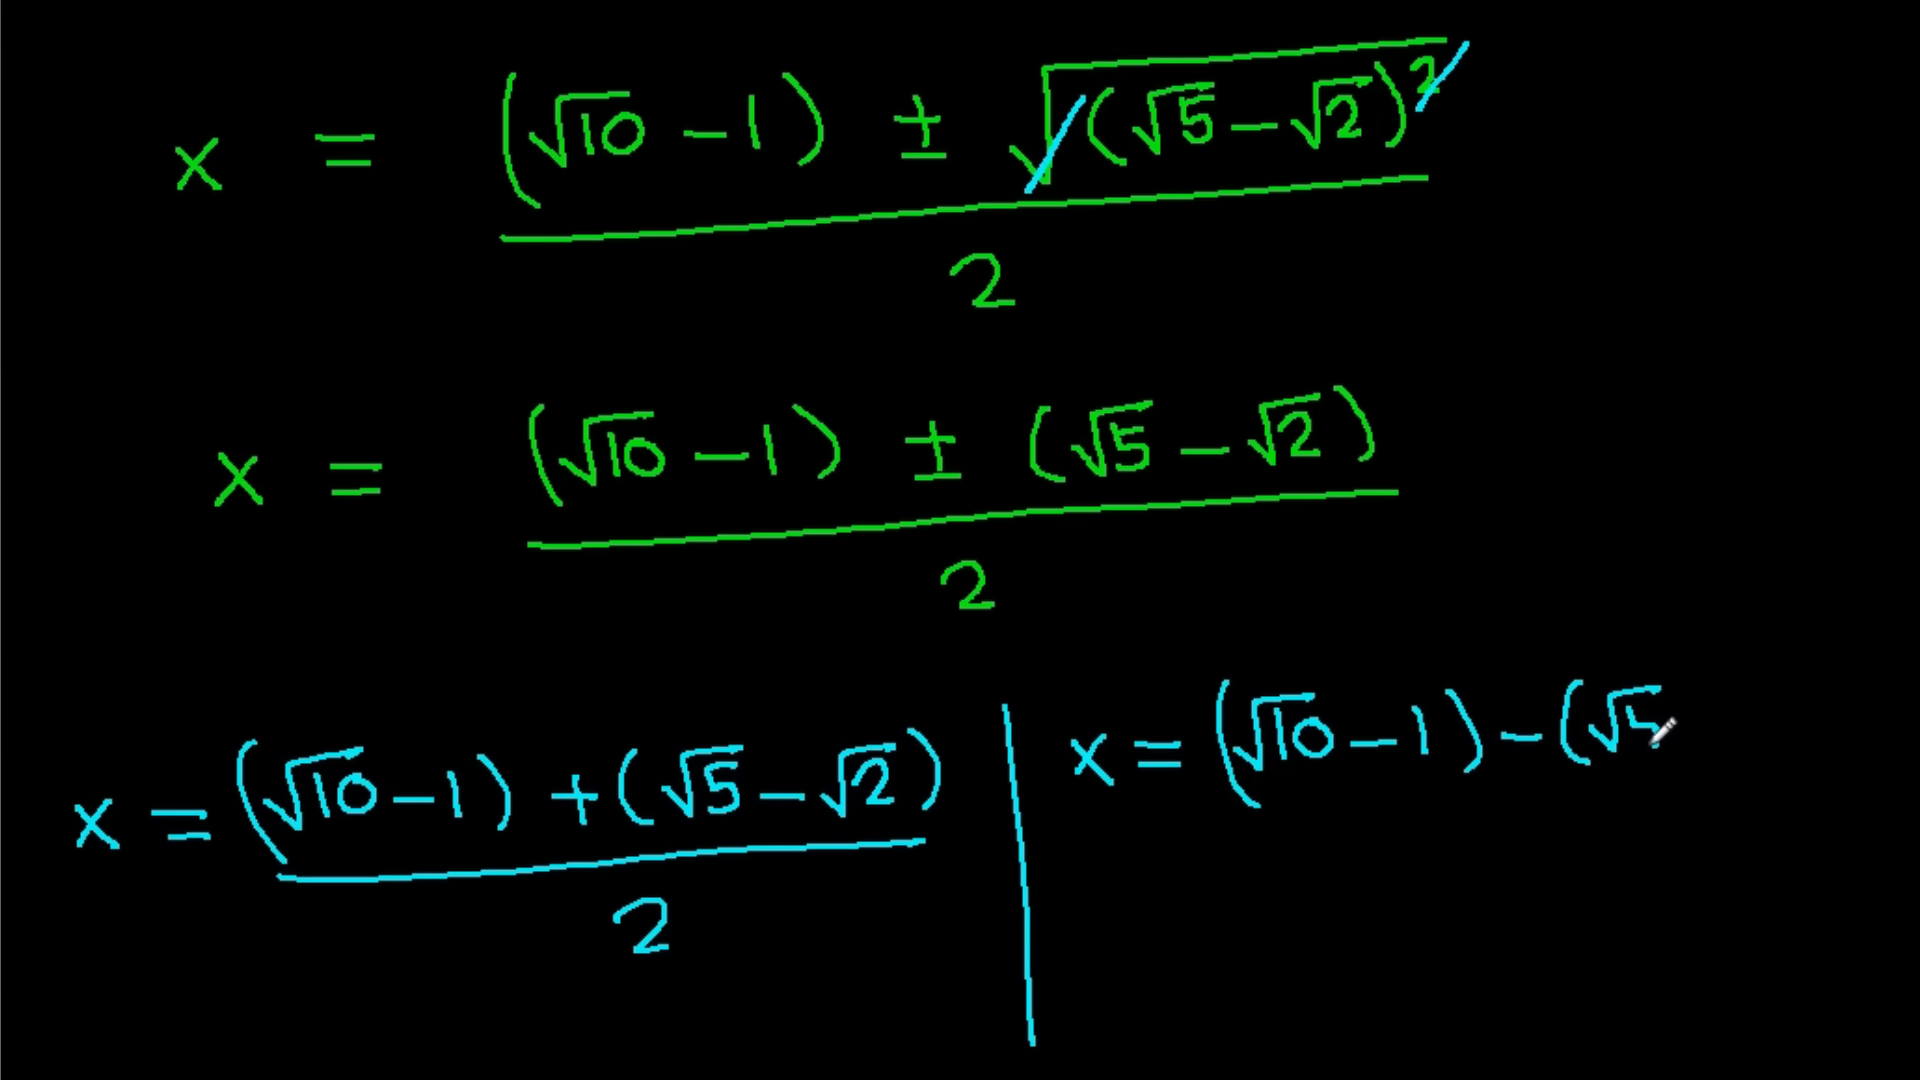 x = (√10 − 1) ± √(√5 − √2)²
2
x = (√10 − 1) ± (√5 − √2)
2
x = (√10 − 1) + (√5 − √2)
2
x = (√10 − 1) − (√5